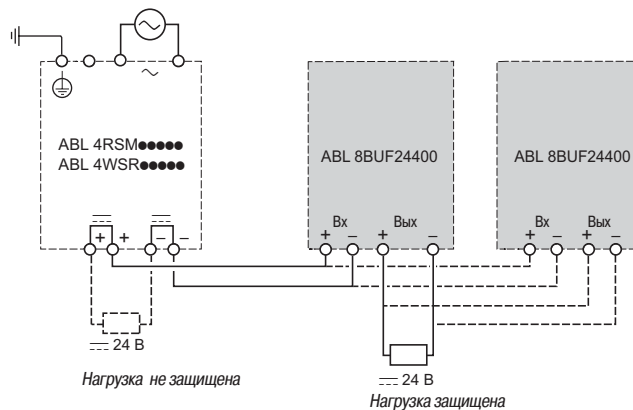 ABL 4RSM●●●●●
ABL 4WSR●●●●●
ABL 8BUF24400
ABL 8BUF24400
Вх
Вых
Вх
Вых
+ + – –
+ – + –
+ – + –
24 В
24 В
Нагрузка не защищена
Нагрузка защищена